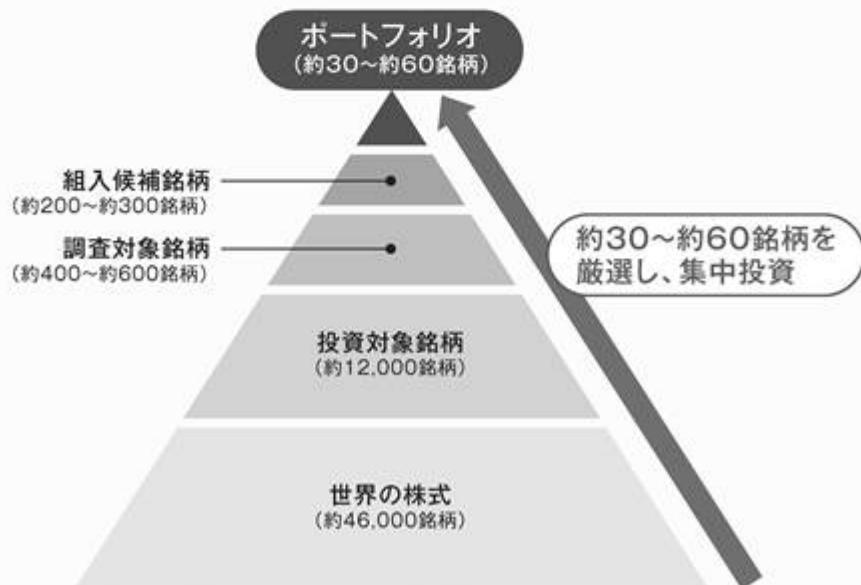 ポートフォリオ
(約30〜約60銘柄)
組入候補銘柄
(約200〜約300銘柄)
調査対象銘柄
(約400〜約600銘柄)
約30〜約60銘柄を
厳選し、集中投資
投資対象銘柄
(約12,000銘柄)
世界の株式
(約46,000銘柄)